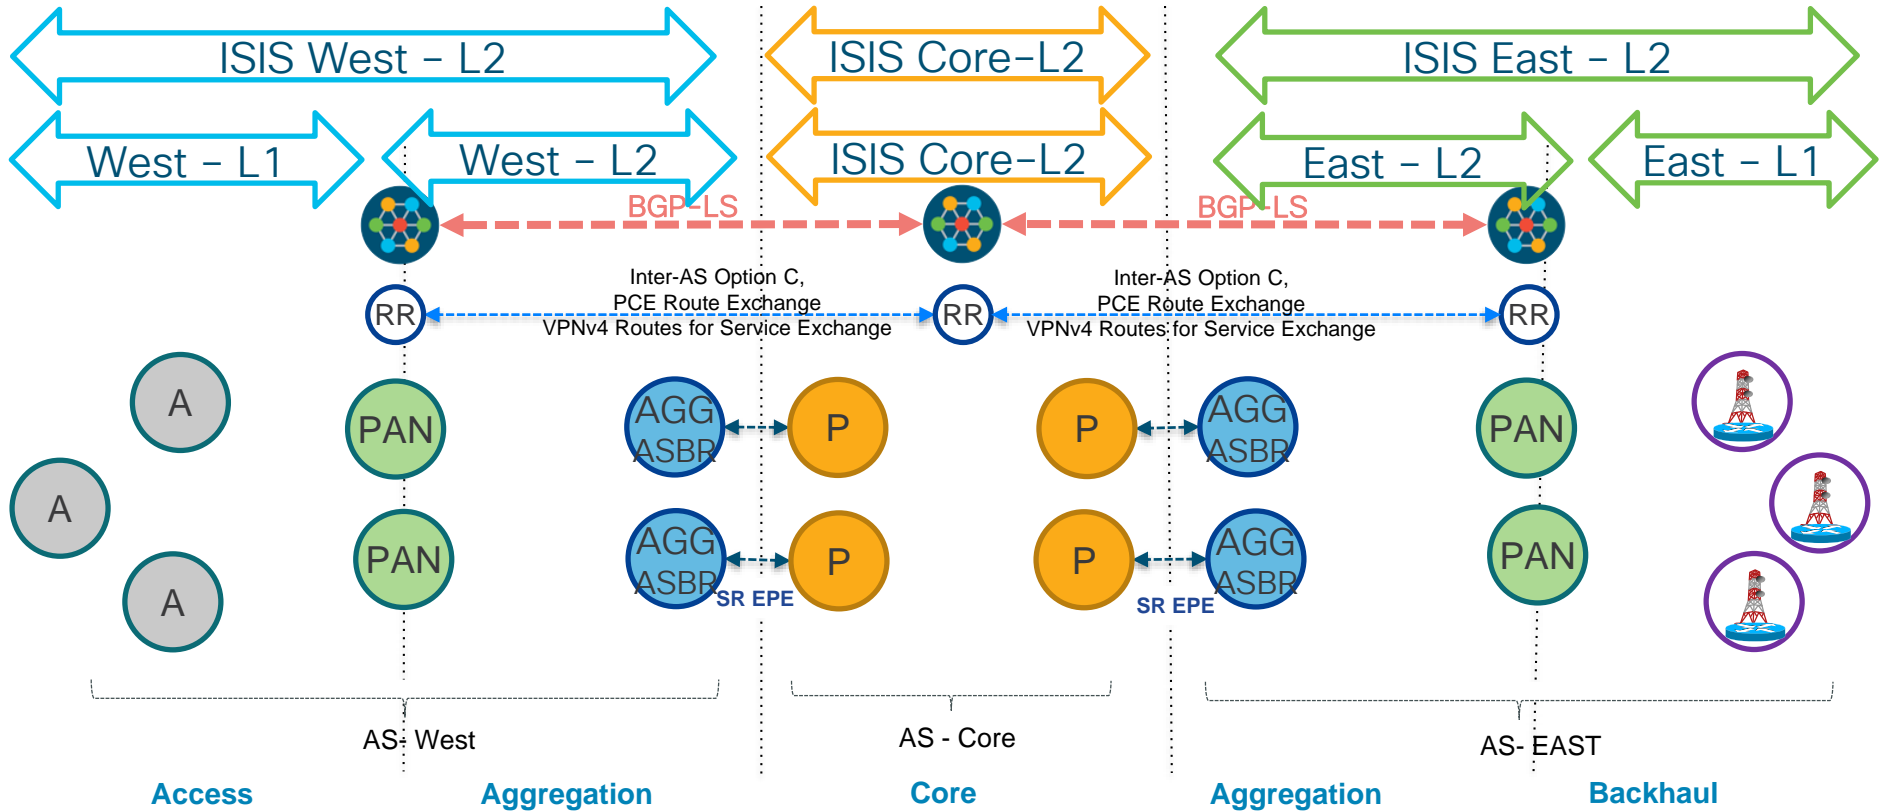 ISIS West – L2
ISIS Core–L2
ISIS East – L2
West – L1
West – L2
ISIS Core–L2
East – L2
East – L1
BGP-LS
BGP-LS
Inter-AS Option C,
PCE Route Exchange
VPNv4 Routes for Service Exchange
Inter-AS Option C,
PCE Route Exchange
VPNv4 Routes for Service Exchange
RR
RR
RR
A
A
A
PAN
AGG
ASBR
P
P
AGG
ASBR
PAN
PAN
AGG
ASBR
P
P
AGG
ASBR
PAN
SR EPE
SR EPE
AS- West
AS - Core
AS- EAST
Access
Aggregation
Core
Aggregation
Backhaul